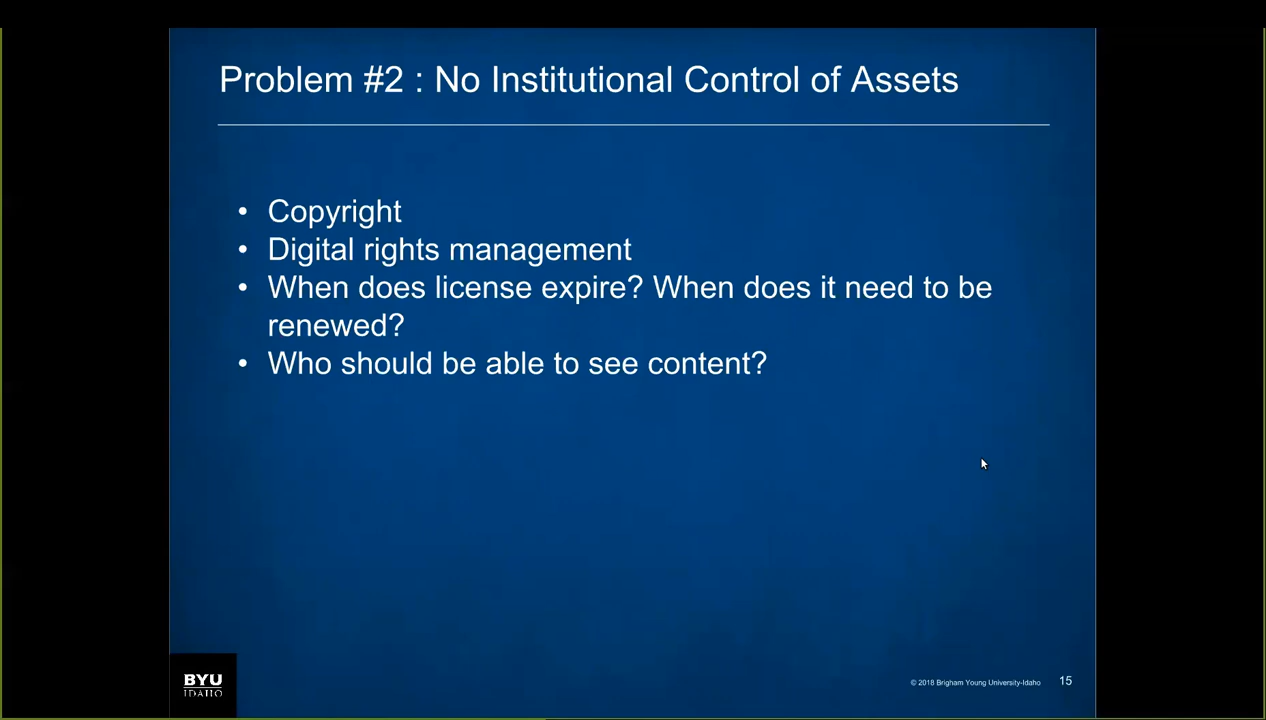 Problem #2 : No Institutional Control of Assets
• Copyright
• Digital rights management
• When does license expire? When does it need to be
renewed?
• Who should be able to see content?
BYU
IDAHO
© 2018 Brigham Young University-Idaho 15